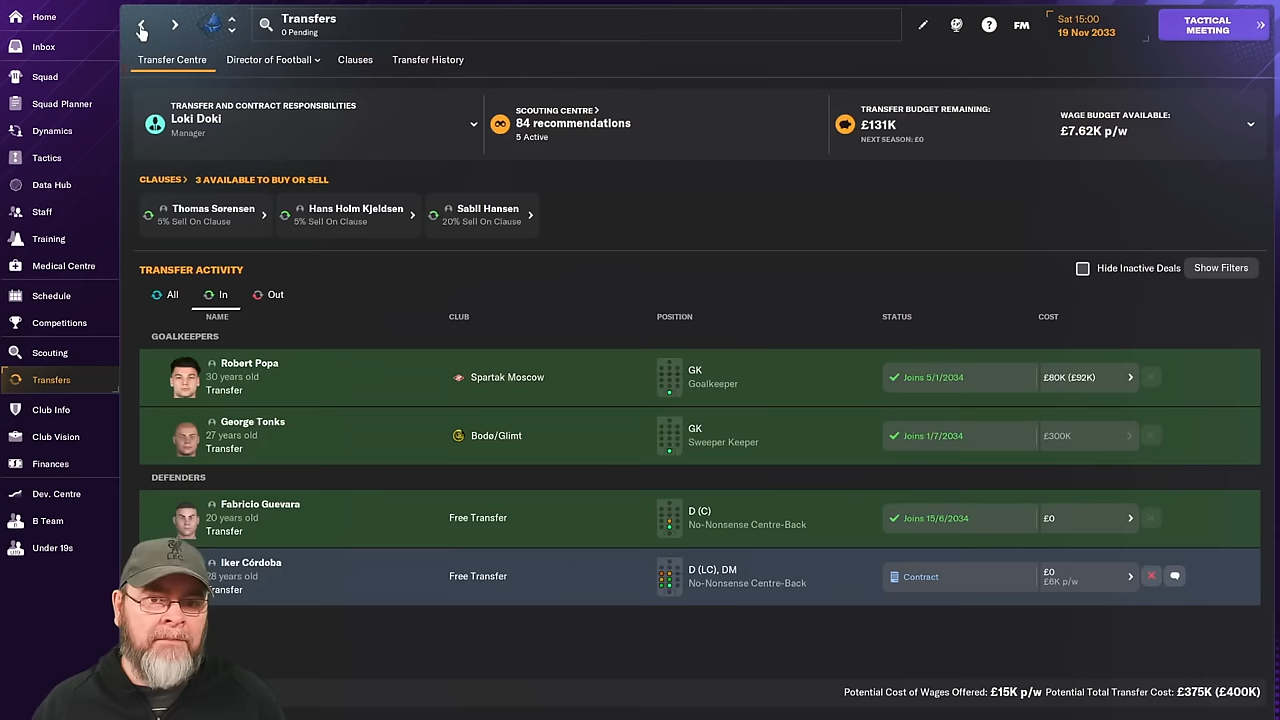 Home
Inbox
Squad
Squad Planner
Dynamics
Tactics
Data Hub
Staff
Training
Medical Centre
Schedule
Competitions
Scouting
Transfers
Club Info
Club Vision
Finances
Dev. Centre
B Team
Under 19s
Transfers
0 Pending
FM
Sat 15:00
19 Nov 2033
TACTICAL
MEETING
Transfer Centre
Director of Football
Clauses
Transfer History
TRANSFER AND CONTRACT RESPONSIBILITIES
Loki Doki
Manager
SCOUTING CENTRE
84 recommendations
5 Active
TRANSFER BUDGET REMAINING:
£131K
NEXT SEASON: £0
WAGE BUDGET AVAILABLE:
£7.62K p/w
CLAUSES 3 AVAILABLE TO BUY OR SELL
Thomas Sørensen
5% Sell On Clause
Hans Holm Kjeldsen
5% Sell On Clause
Sabil Hansen
20% Sell On Clause
TRANSFER ACTIVITY
Hide Inactive Deals
Show Filters
All In Out
NAME CLUB POSITION STATUS COST
GOALKEEPERS
Robert Popa
30 years old
Transfer
Spartak Moscow
GK
Goalkeeper
Joins 5/1/2034
£80K (£92K)
George Tonks
27 years old
Transfer
Bodø/Glimt
GK
Sweeper Keeper
Joins 1/7/2034
£300K
DEFENDERS
Fabricio Guevara
20 years old
Transfer
Free Transfer
D (C)
No-Nonsense Centre-Back
Joins 15/6/2034
£0
Iker Córdoba
28 years old
Transfer
Free Transfer
D (LC), DM
No-Nonsense Centre-Back
Contract
£0
£6K p/w
Potential Cost of Wages Offered: £15K p/w Potential Total Transfer Cost: £375K (£400K)